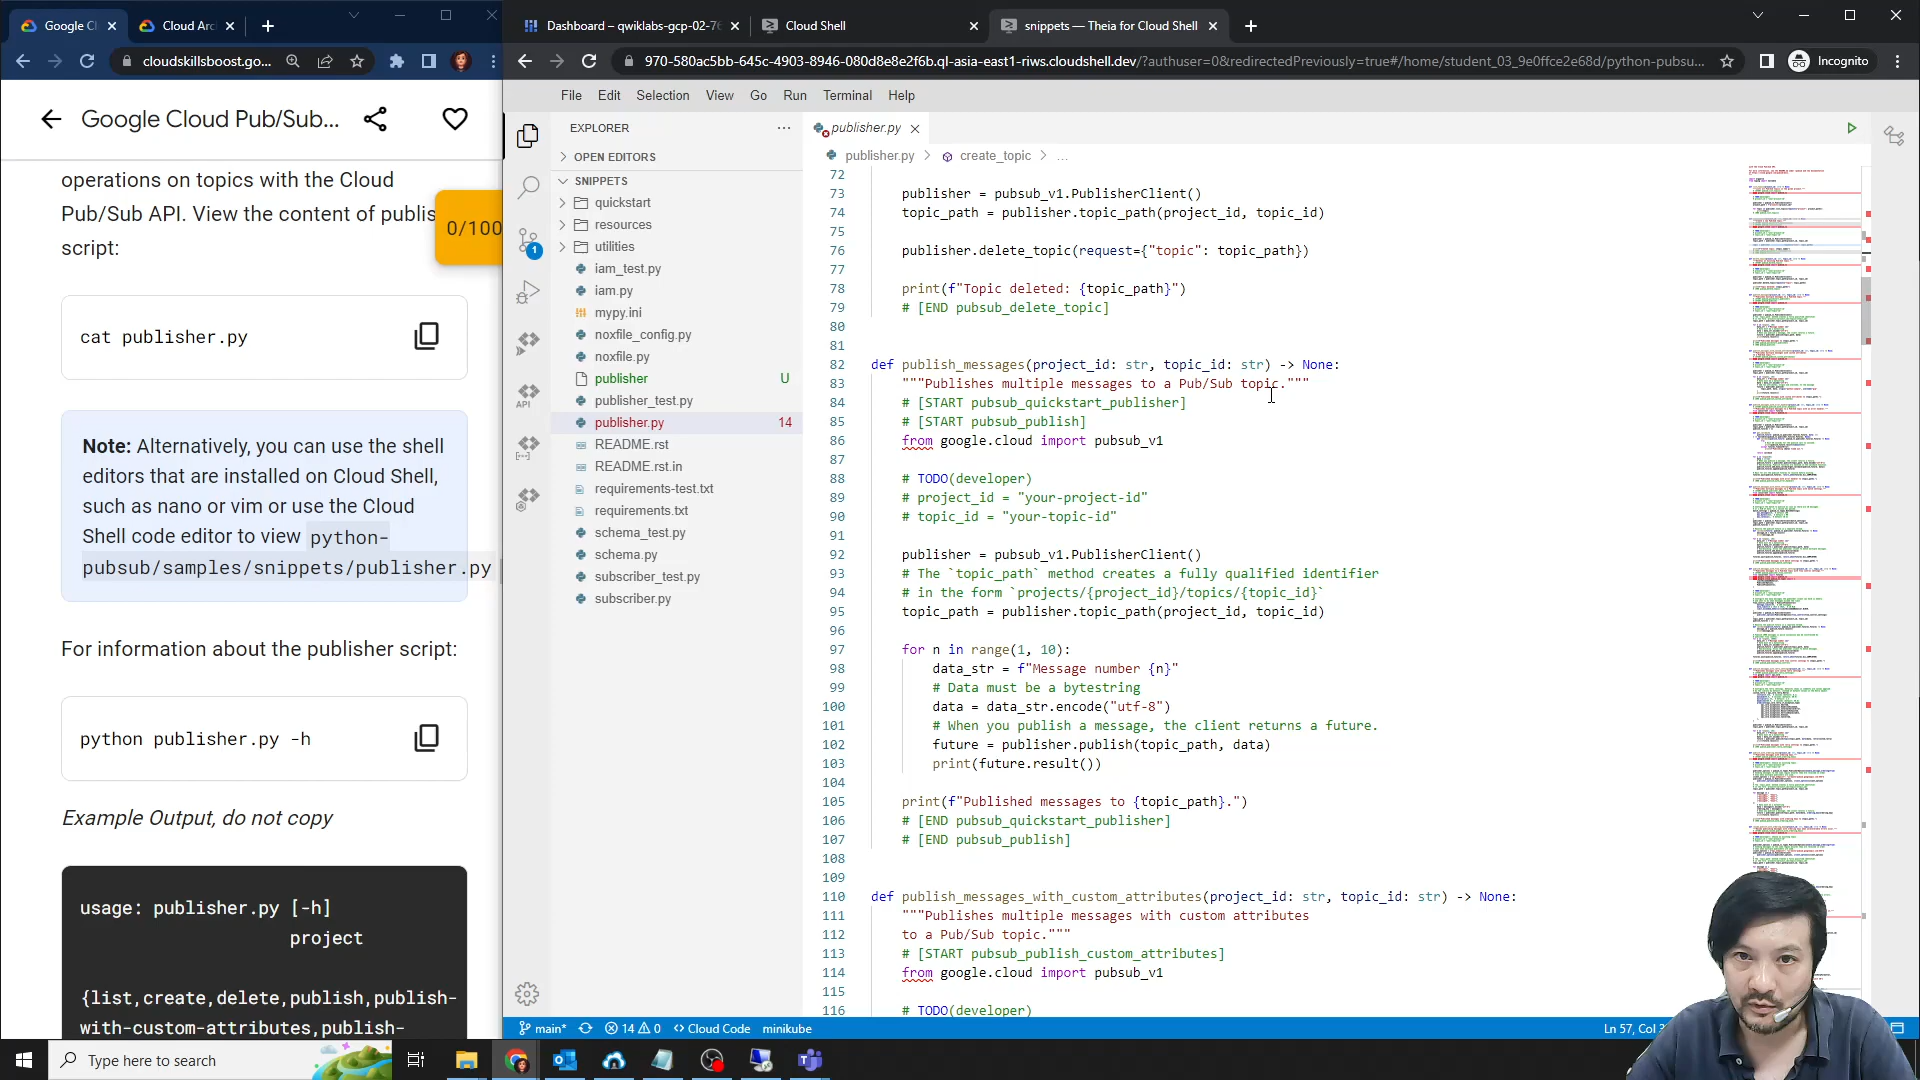 Google Cl
Cloud Arc
cloudskillsboost.go...
Google Cloud Pub/Sub...
operations on topics with the Cloud
Pub/Sub API. View the content of publis
script:
0/100
cat publisher.py
Note: Alternatively, you can use the shell
editors that are installed on Cloud Shell,
such as nano or vim or use the Cloud
Shell code editor to view python-
pubsub/samples/snippets/publisher.py
For information about the publisher script:
python publisher.py -h
Example Output, do not copy
usage: publisher.py [-h]
project
{list,create,delete,publish,publish-
with-custom-attributes,publish-
Dashboard – qwiklabs-gcp-02-76
Cloud Shell
snippets — Theia for Cloud Shell
970-580ac5bb-645c-4903-8946-080d8e8e2f6b.ql-asia-east1-riws.cloudshell.dev/?authuser=0&redirectedPreviously=true#/home/student_03_9e0ffce2e68d/python-pubsu...
Incognito
File Edit Selection View Go Run Terminal Help
EXPLORER
OPEN EDITORS
SNIPPETS
quickstart
resources
utilities
iam_test.py
iam.py
mypy.ini
noxfile_config.py
noxfile.py
publisher U
publisher_test.py
publisher.py 14
README.rst
README.rst.in
requirements-test.txt
requirements.txt
schema_test.py
schema.py
subscriber_test.py
subscriber.py
1
API
publisher.py
publisher.py > create_topic > ...
72
73 publisher = pubsub_v1.PublisherClient()
74 topic_path = publisher.topic_path(project_id, topic_id)
75
76 publisher.delete_topic(request={"topic": topic_path})
77
78 print(f"Topic deleted: {topic_path}")
79 # [END pubsub_delete_topic]
80
81
82 def publish_messages(project_id: str, topic_id: str) -> None:
83 """Publishes multiple messages to a Pub/Sub topic."""
84 # [START pubsub_quickstart_publisher]
85 # [START pubsub_publish]
86 from google.cloud import pubsub_v1
87
88 # TODO(developer)
89 # project_id = "your-project-id"
90 # topic_id = "your-topic-id"
91
92 publisher = pubsub_v1.PublisherClient()
93 # The `topic_path` method creates a fully qualified identifier
94 # in the form `projects/{project_id}/topics/{topic_id}`
95 topic_path = publisher.topic_path(project_id, topic_id)
96
97 for n in range(1, 10):
98 data_str = f"Message number {n}"
99 # Data must be a bytestring
100 data = data_str.encode("utf-8")
101 # When you publish a message, the client returns a future.
102 future = publisher.publish(topic_path, data)
103 print(future.result())
104
105 print(f"Published messages to {topic_path}.")
106 # [END pubsub_quickstart_publisher]
107 # [END pubsub_publish]
108
109
110 def publish_messages_with_custom_attributes(project_id: str, topic_id: str) -> None:
111 """Publishes multiple messages with custom attributes
112 to a Pub/Sub topic."""
113 # [START pubsub_publish_custom_attributes]
114 from google.cloud import pubsub_v1
115
116 # TODO(developer)
main* 14 0 Cloud Code minikube
Ln 57, Col
Type here to search